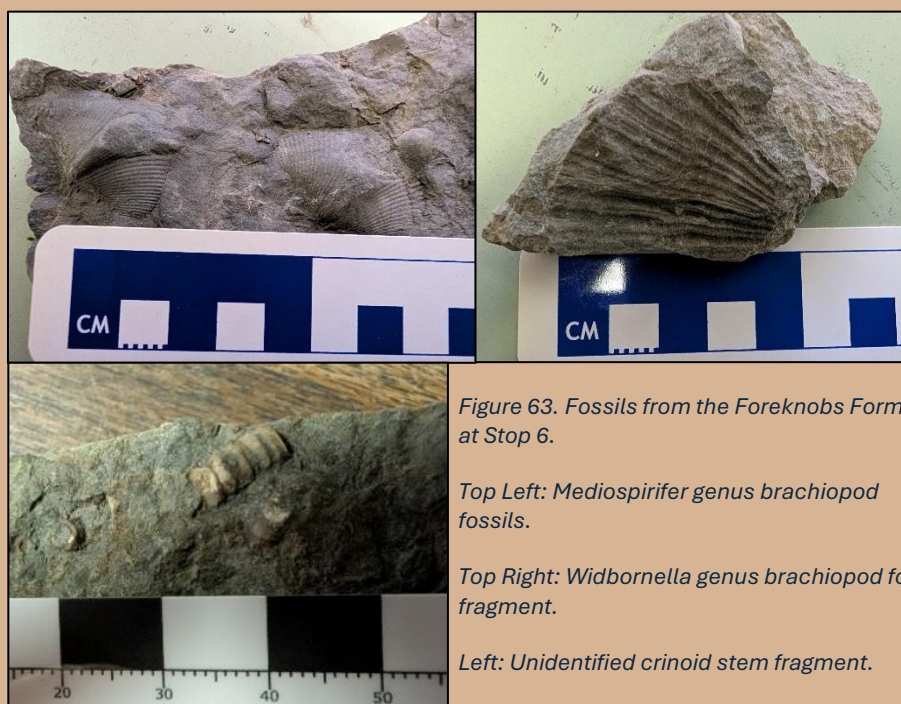 CM
CM
20 30 40 50
Figure 63. Fossils from the Foreknobs Form
at Stop 6.
Top Left: Mediospirifer genus brachiopod
fossils.
Top Right: Widbornella genus brachiopod fo
fragment.
Left: Unidentified crinoid stem fragment.